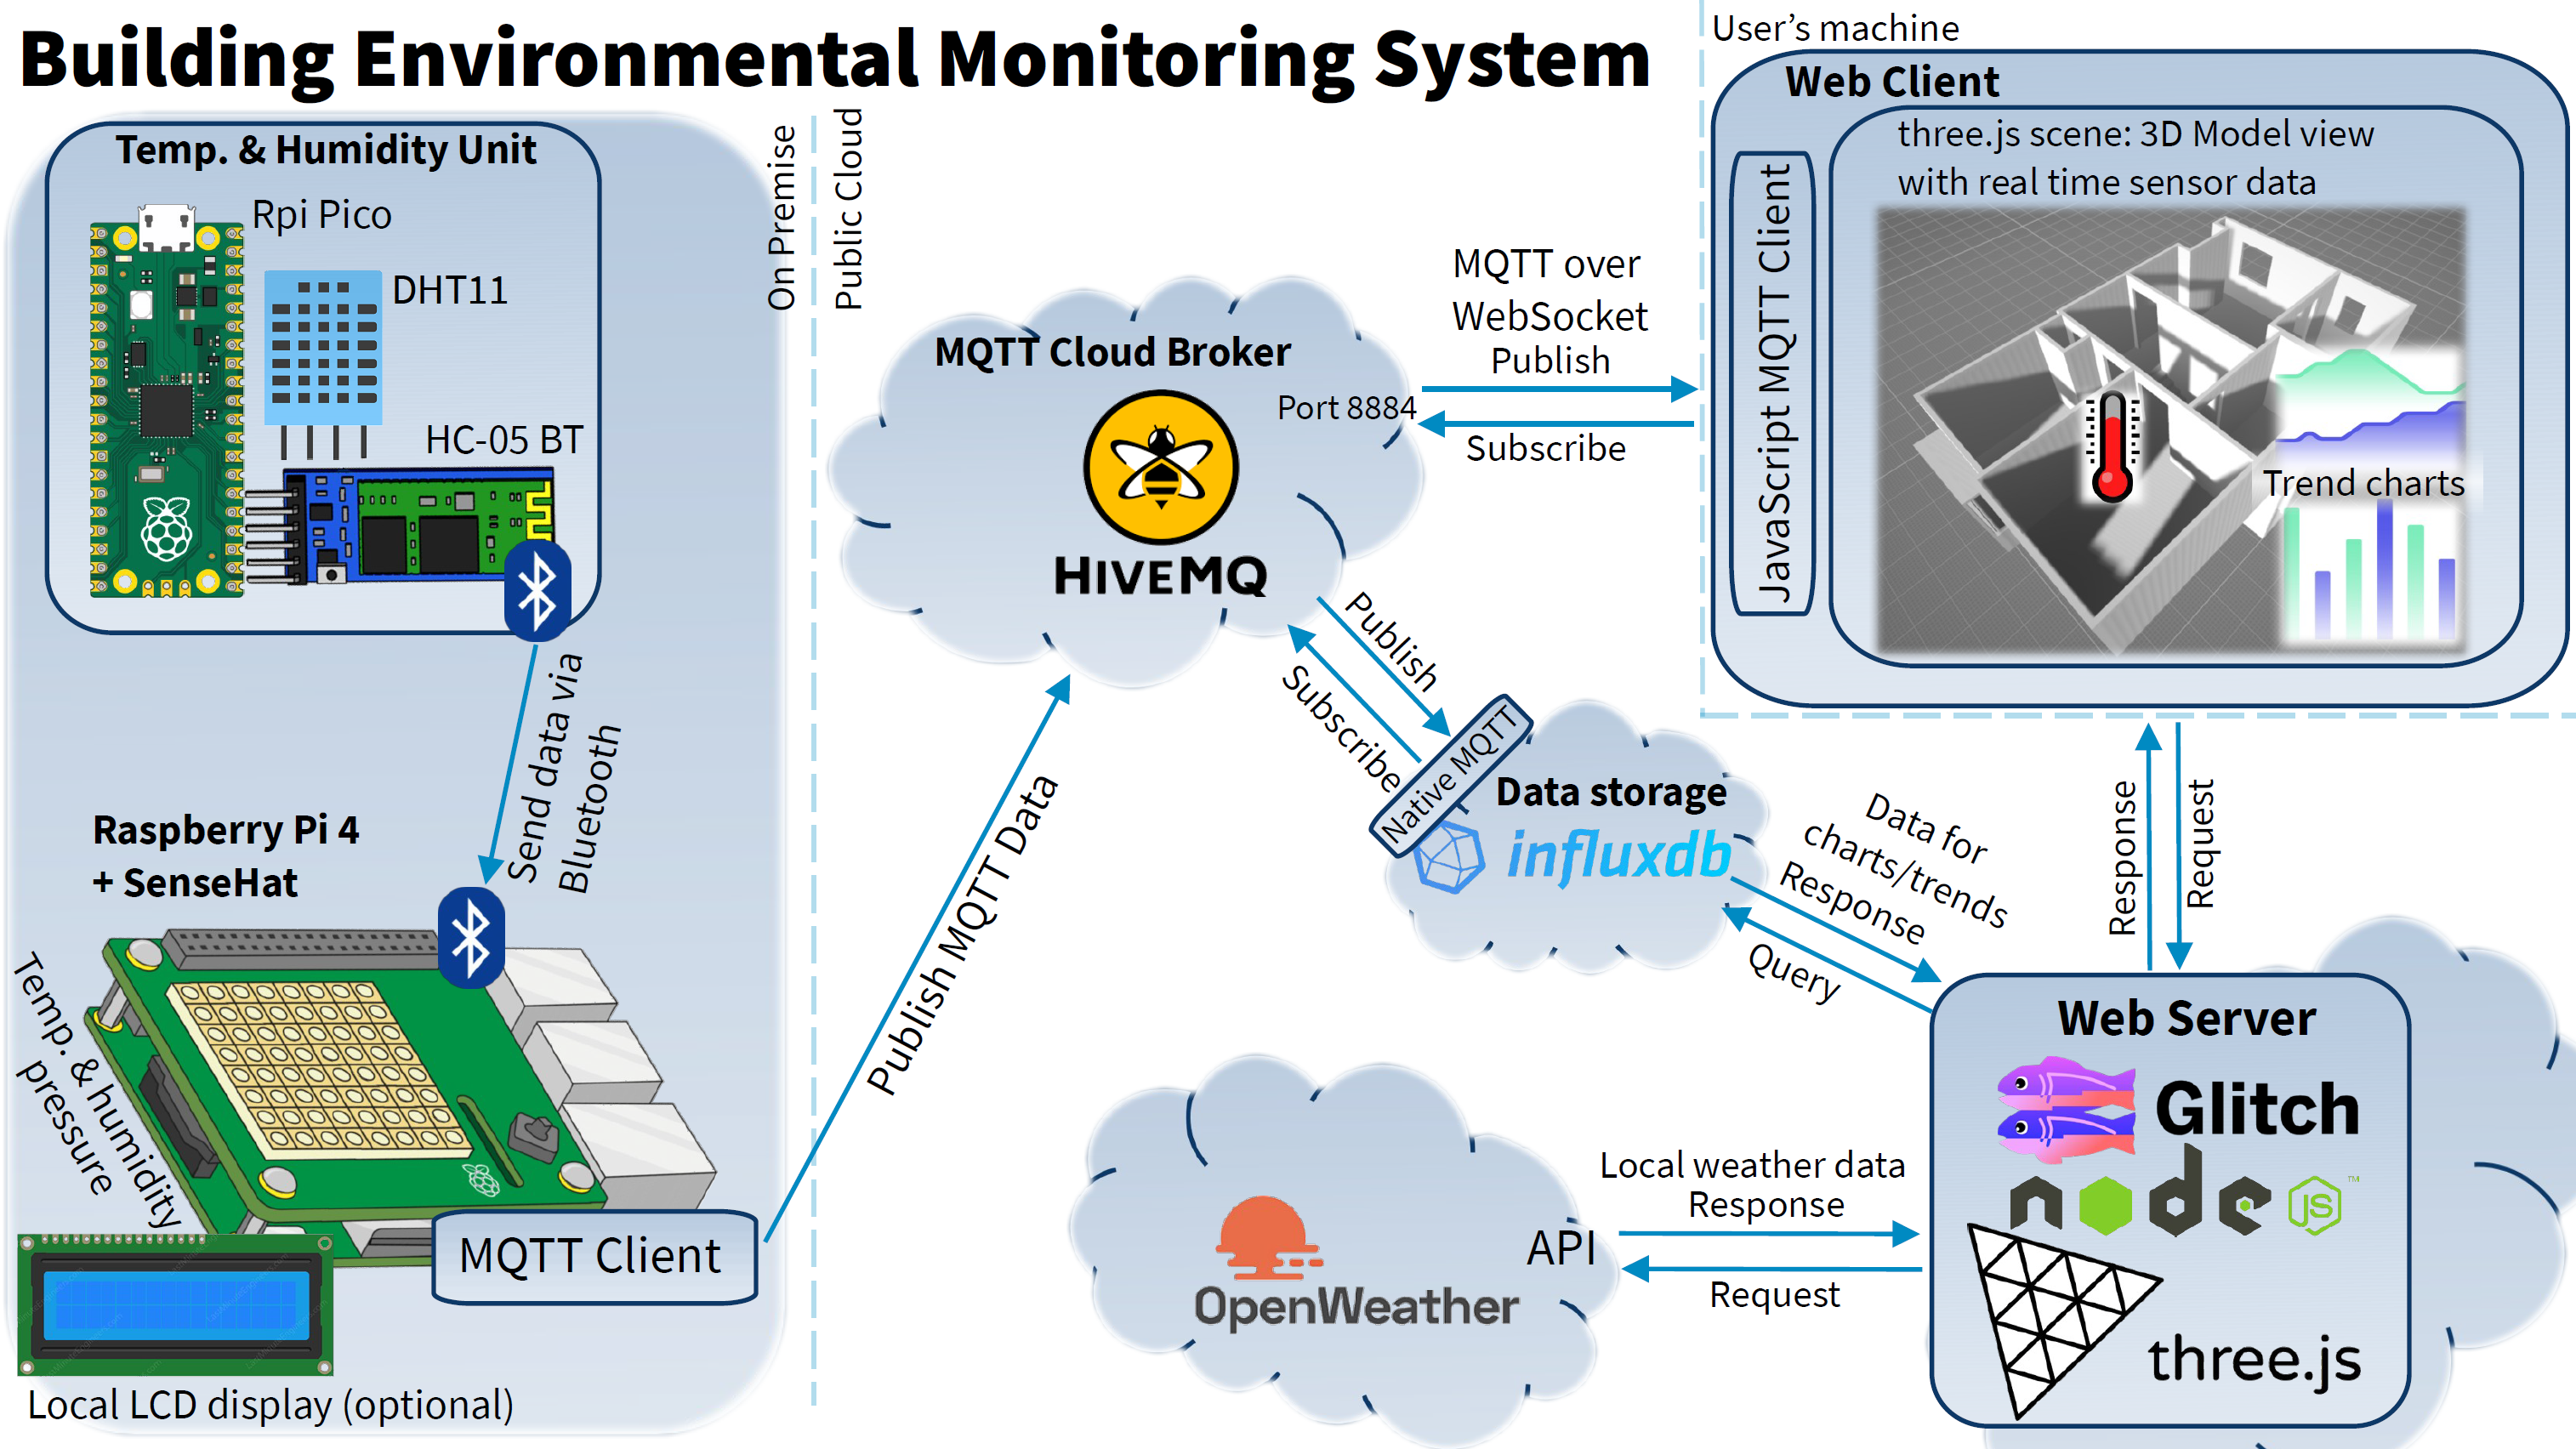 Building Environmental Monitoring System
Temp. & Humidity Unit
Rpi Pico
DHT11
HC-05 BT
Send data via
Bluetooth
Raspberry Pi 4
+ SenseHat
Temp. & humidity
pressure
MQTT Client
Local LCD display (optional)
On Premise
Public Cloud
Publish MQTT Data
MQTT Cloud Broker
Port 8884
HIVEMQ
MQTT over
WebSocket
Publish
Subscribe
User's machine
Web Client
JavaScript MQTT Client
three.js scene: 3D Model view
with real time sensor data
Trend charts
Publish
Subscribe
Native MQTT
Data storage
influxdb
Data for
charts/trends
Response
Query
Response
Request
Web Server
Glitch
node
JS
TM
three.js
OpenWeather
API
Local weather data
Response
Request